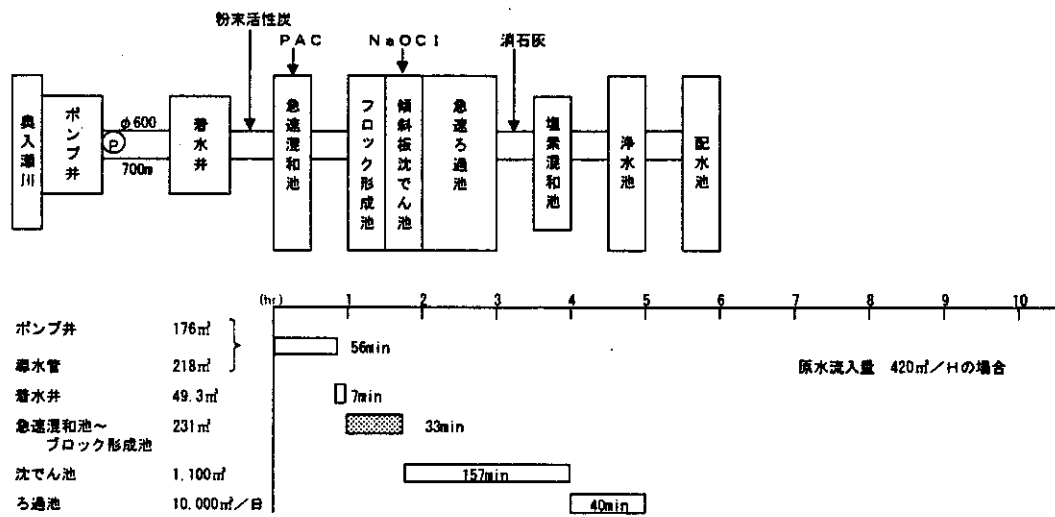 粉末活性炭
PAC
NaOCl
消石灰
奥入瀬川
ポンプ井
P
φ600
700m
着水井
急速混和池
フロック形成池
傾斜板沈でん池
急速ろ過池
塩素混和池
浄水池
配水池
(hr) 1 2 3 4 5 6 7 8 9 10
ポンプ井 176㎥
56min
導水管 218㎥
原水流入量 420㎥/Hの場合
着水井 49.3㎥ 7min
急速混和池~ 231㎥ 33min
ブロック形成池
沈でん池 1,100㎥ 157min
ろ過池 10,000㎥/日 40min